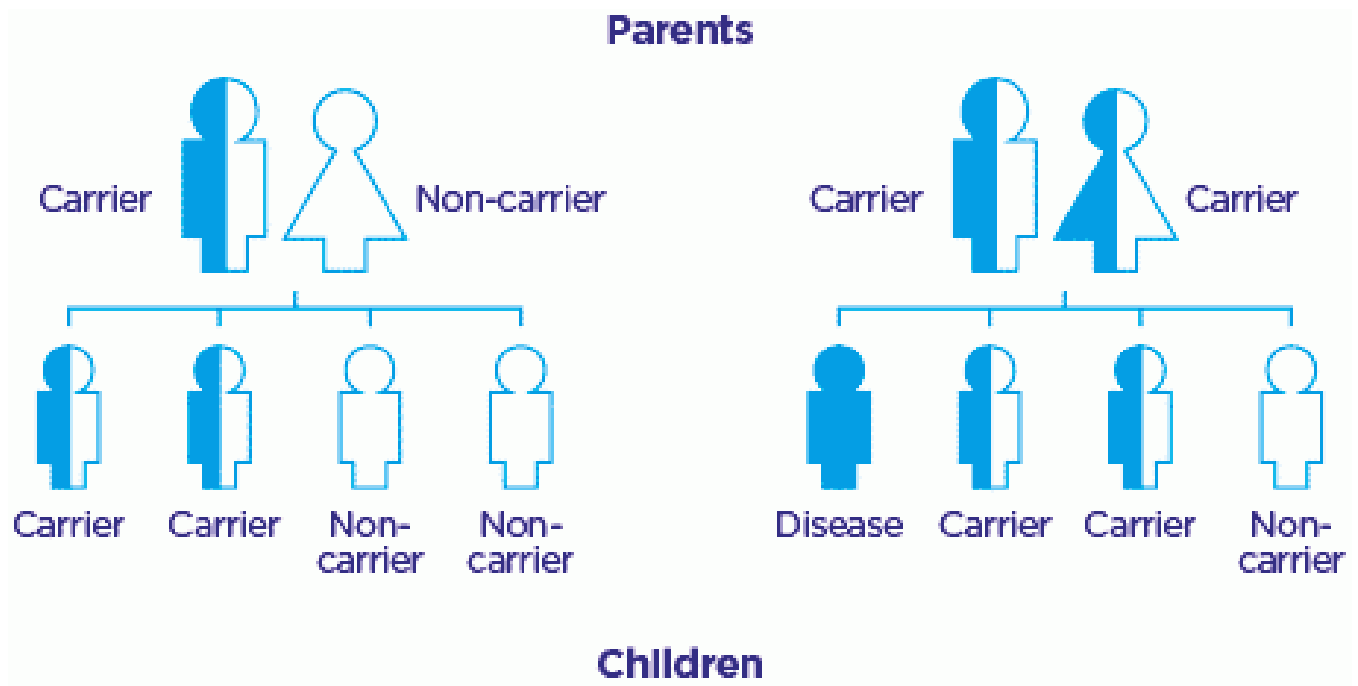 Parents
Carrier
Non-carrier
Carrier
Carrier
Carrier
Carrier
Non-
carrier
Non-
carrier
Disease
Carrier
Carrier
Non-
carrier
Children